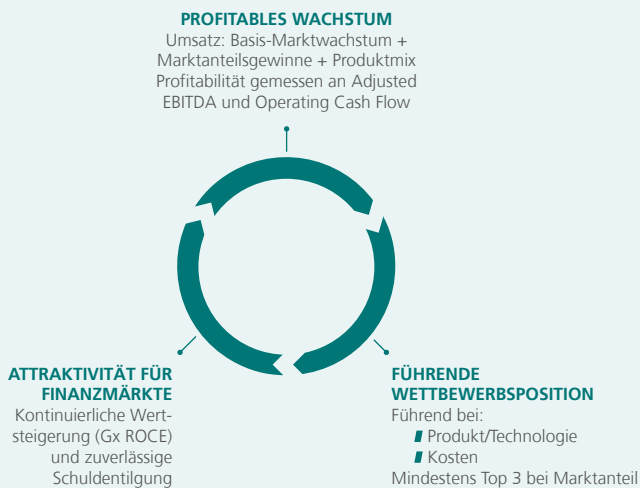 PROFITABLES WACHSTUM
Umsatz: Basis-Marktwachstum +
Marktanteilsgewinne + Produktmix
Profitabilität gemessen an Adjusted
EBITDA und Operating Cash Flow
ATTRAKTIVITÄT FÜR
FINANZMÄRKTE
Kontinuierliche Wert-
steigerung (Gx ROCE)
und zuverlässige
Schuldentilgung
FÜHRENDE
WETTBEWERBSPOSITION
Führend bei:
Produkt/Technologie
Kosten
Mindestens Top 3 bei Marktanteil